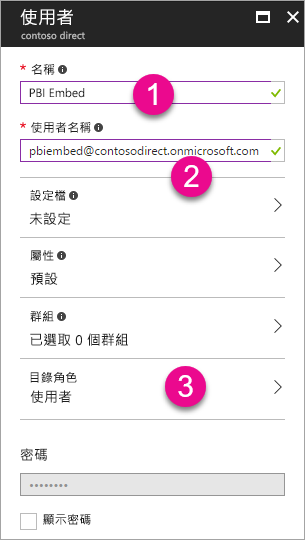 使用者
contoso direct
* 名稱
PBI Embed
1
* 使用者名稱
pbiembed@contosodirect.onmicrosoft.com
2
設定檔
未設定
屬性
預設
群組
已選取 0 個群組
目錄角色
使用者
3
密碼
••••••••
顯示密碼